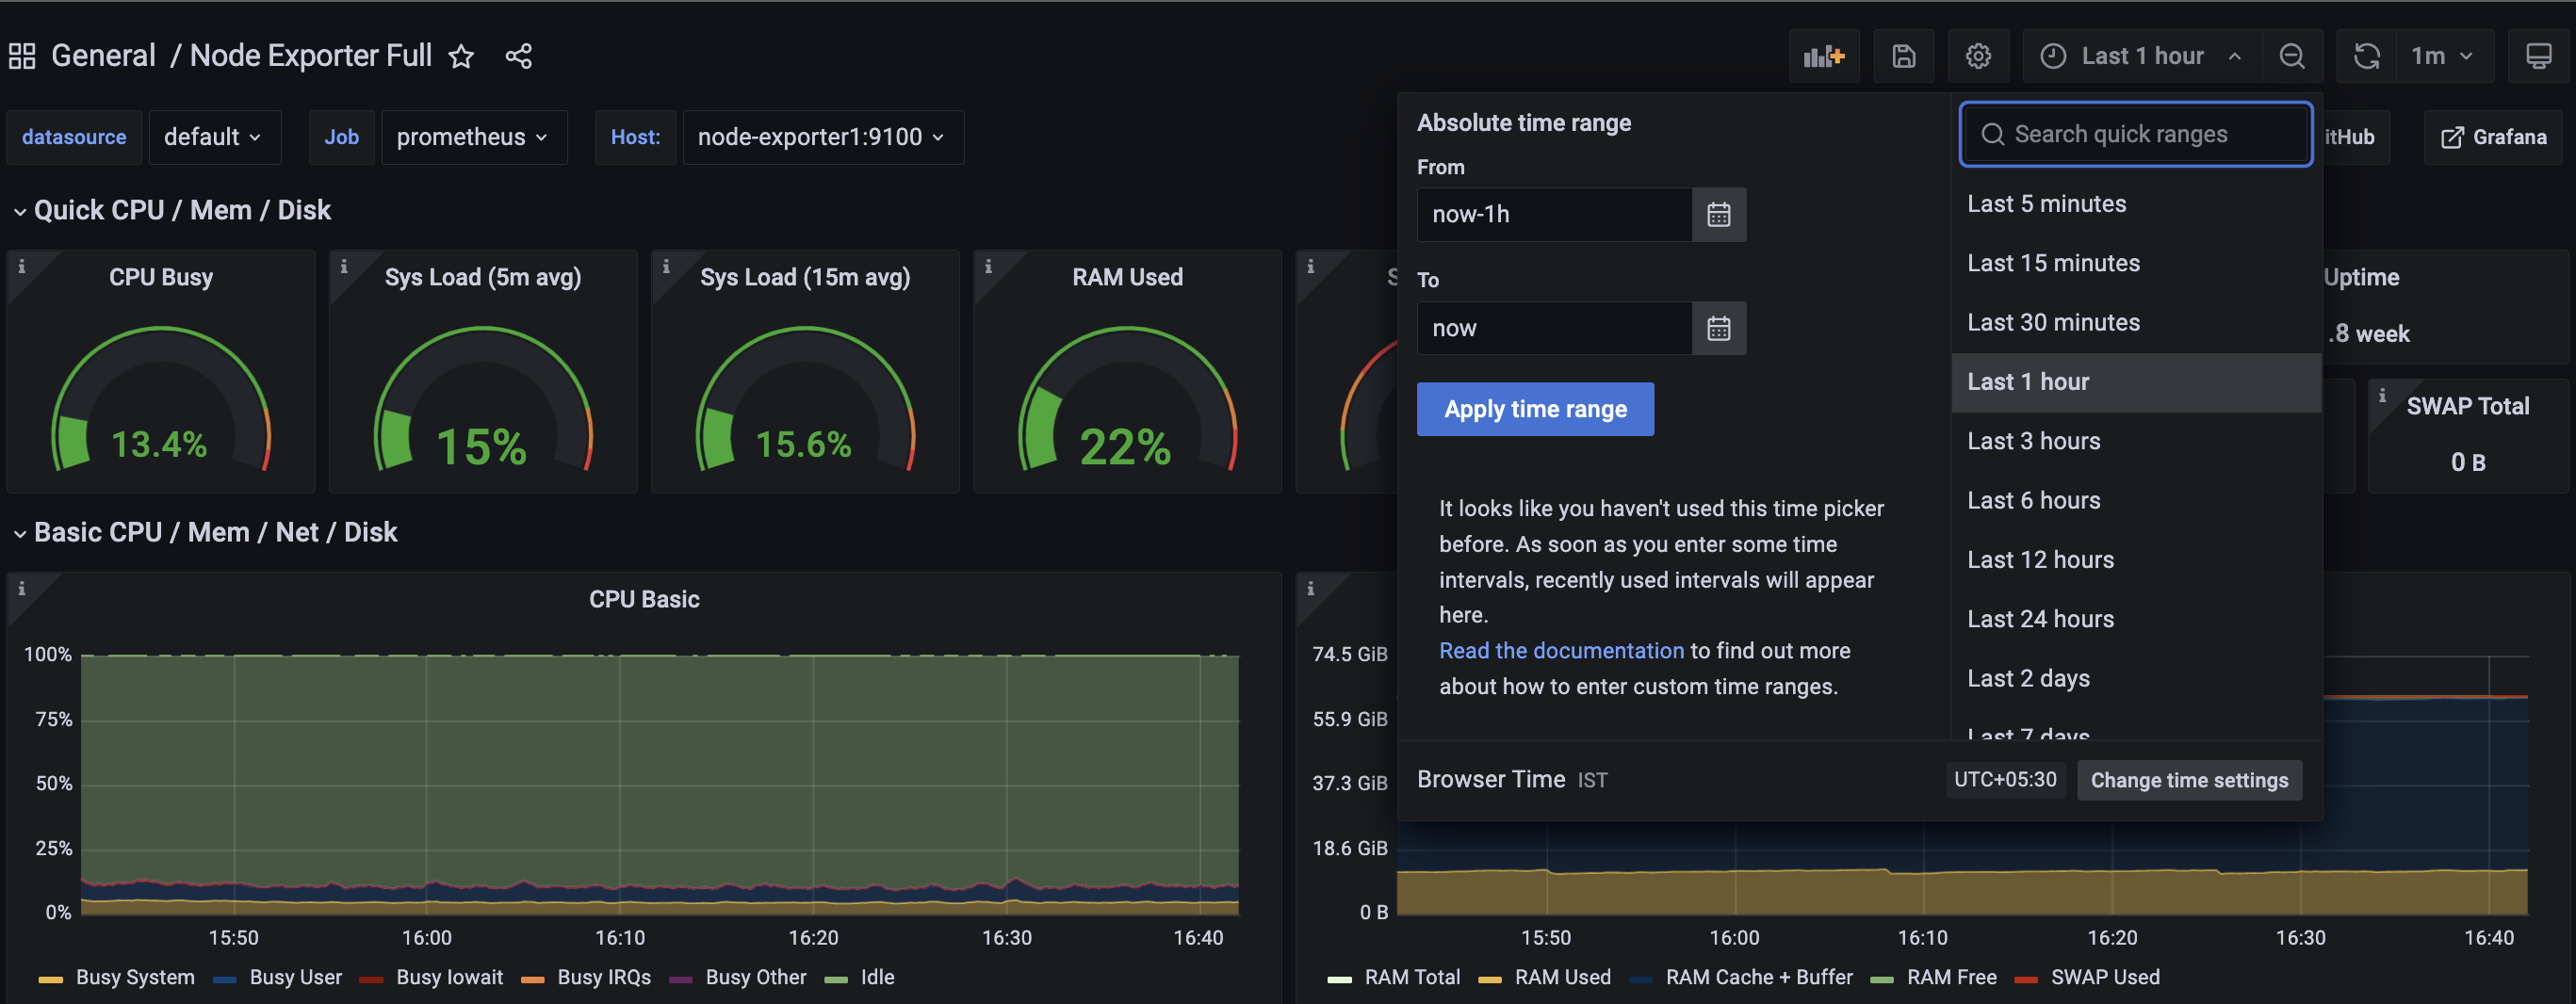 General / Node Exporter Full
Last 1 hour
1m
datasource default Job prometheus Host: node-exporter1:9100
itHub
Grafana
Quick CPU / Mem / Disk
CPU Busy
13.4%
Sys Load (5m avg)
15%
Sys Load (15m avg)
15.6%
RAM Used
22%
S
Uptime
.8 week
SWAP Total
0 B
Absolute time range
From
now-1h
To
now
Apply time range
It looks like you haven't used this time picker
before. As soon as you enter some time
intervals, recently used intervals will appear
here.
Read the documentation to find out more
about how to enter custom time ranges.
Search quick ranges
Last 5 minutes
Last 15 minutes
Last 30 minutes
Last 1 hour
Last 3 hours
Last 6 hours
Last 12 hours
Last 24 hours
Last 2 days
Last 7 days
Browser Time IST
UTC+05:30
Change time settings
Basic CPU / Mem / Net / Disk
CPU Basic
100%
75%
50%
25%
0%
15:50 16:00 16:10 16:20 16:30 16:40
Busy System Busy User Busy Iowait Busy IRQs Busy Other Idle
74.5 GiB
55.9 GiB
37.3 GiB
18.6 GiB
0 B
15:50 16:00 16:10 16:20 16:30 16:40
RAM Total RAM Used RAM Cache + Buffer RAM Free SWAP Used